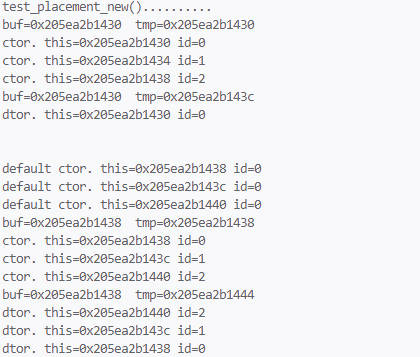 test_placement_new()..........
buf=0x205ea2b1430  tmp=0x205ea2b1430
ctor. this=0x205ea2b1430 id=0
ctor. this=0x205ea2b1434 id=1
ctor. this=0x205ea2b1438 id=2
buf=0x205ea2b1430  tmp=0x205ea2b143c
dtor. this=0x205ea2b1430 id=0
default ctor. this=0x205ea2b1438 id=0
default ctor. this=0x205ea2b143c id=0
default ctor. this=0x205ea2b1440 id=0
buf=0x205ea2b1438  tmp=0x205ea2b1438
ctor. this=0x205ea2b1438 id=0
ctor. this=0x205ea2b143c id=1
ctor. this=0x205ea2b1440 id=2
buf=0x205ea2b1438  tmp=0x205ea2b1444
dtor. this=0x205ea2b1440 id=2
dtor. this=0x205ea2b143c id=1
dtor. this=0x205ea2b1438 id=0